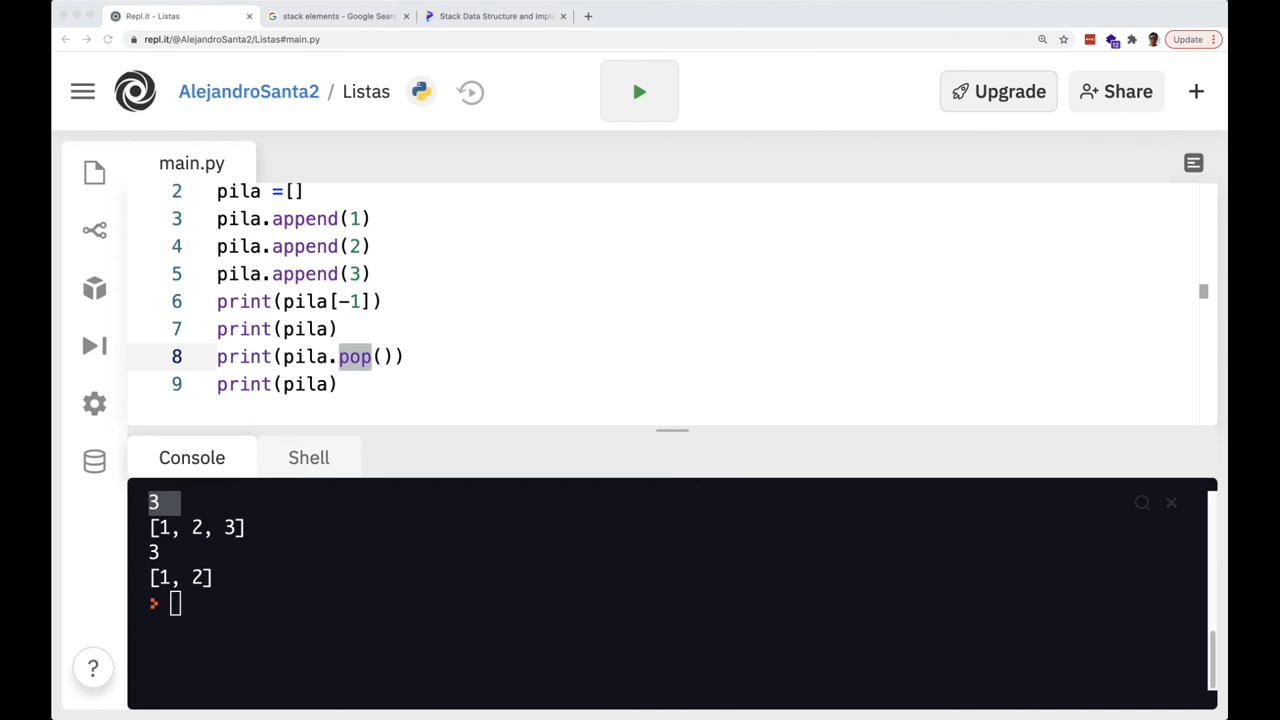 Repl.it - Listas
stack elements - Google Sear
Stack Data Structure and Imple
repl.it/@AlejandroSanta2/Listas#main.py
12
Update
AlejandroSanta2 / Listas
Upgrade
Share
main.py
2 pila =[]
3 pila.append(1)
4 pila.append(2)
5 pila.append(3)
6 print(pila[-1])
7 print(pila)
8 print(pila.pop())
9 print(pila)
Console
Shell
3
[1, 2, 3]
3
[1, 2]
?